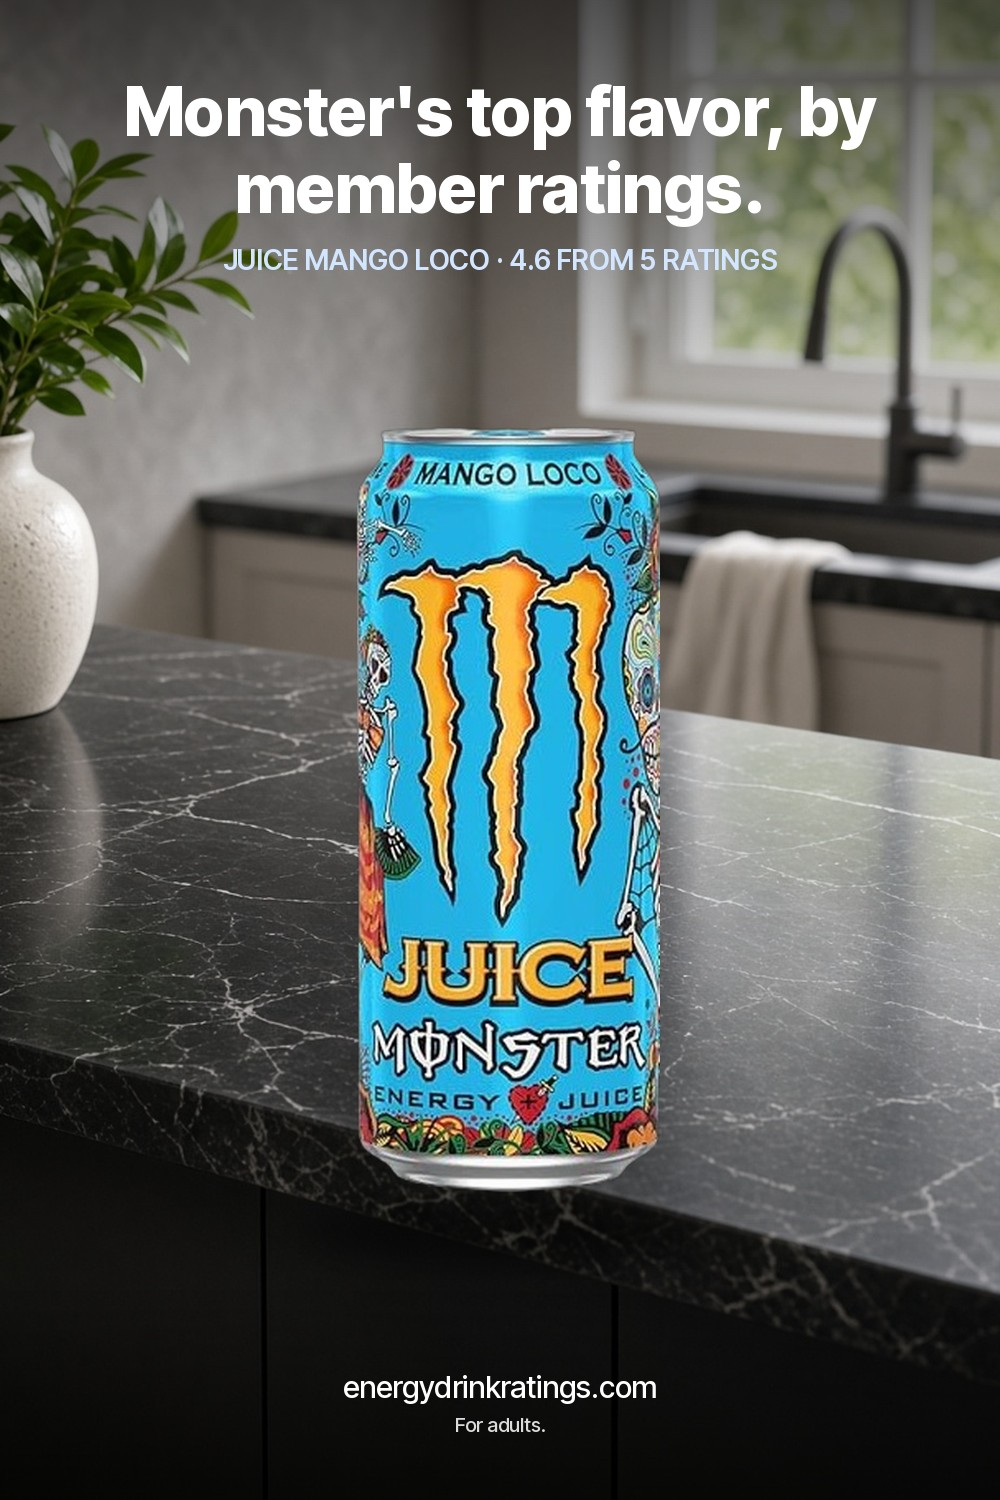 Monster's top flavor, by
member ratings.
JUICE MANGO LOCO · 4.6 FROM 5 RATINGS
MANGO LOCO
JUICE
MONSTER
ENERGY JUICE
energydrinkratings.com
For adults.